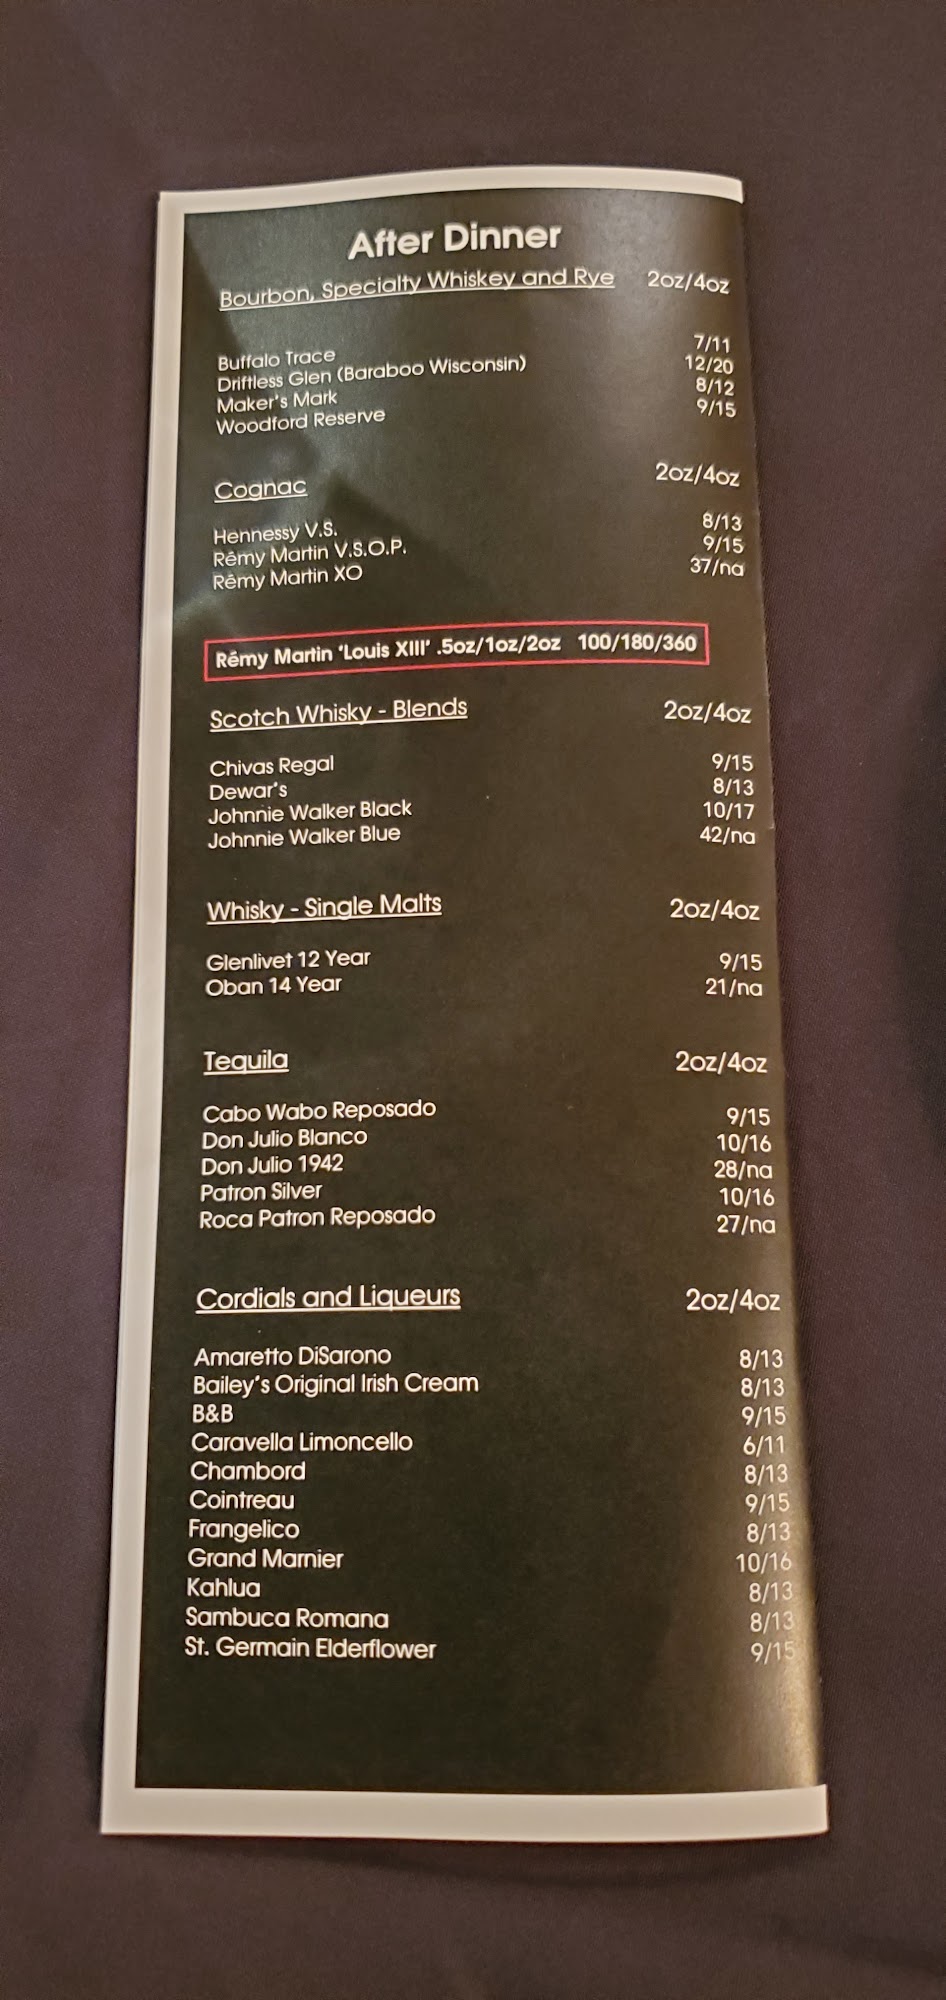 After Dinner
Bourbon, Specialty Whiskey and Rye 2oz/4oz
Buffalo Trace 7/11
Driftless Glen (Baraboo Wisconsin) 12/20
Maker's Mark 8/12
Woodford Reserve 9/15
Cognac 2oz/4oz
Hennessy V.S. 8/13
Rêmy Martin V.S.O.P. 9/15
Rêmy Martin XO 37/na
Rêmy Martin ‘Louis XIII’ .5oz/1oz/2oz 100/180/360
Scotch Whisky - Blends 2oz/4oz
Chivas Regal 9/15
Dewar's 8/13
Johnnie Walker Black 10/17
Johnnie Walker Blue 42/na
Whisky - Single Malts 2oz/4oz
Glenlivet 12 Year 9/15
Oban 14 Year 21/na
Tequila 2oz/4oz
Cabo Wabo Reposado 9/15
Don Julio Blanco 10/16
Don Julio 1942 28/na
Patron Silver 10/16
Roca Patron Reposado 27/na
Cordials and Liqueurs 2oz/4oz
Amaretto DiSarono 8/13
Bailey's Original Irish Cream 8/13
B&B 9/15
Caravella Limoncello 6/11
Chambord 8/13
Cointreau 9/15
Frangelico 8/13
Grand Marnier 10/16
Kahlua 8/13
Sambuca Romana 8/13
St. Germain Elderflower 9/15